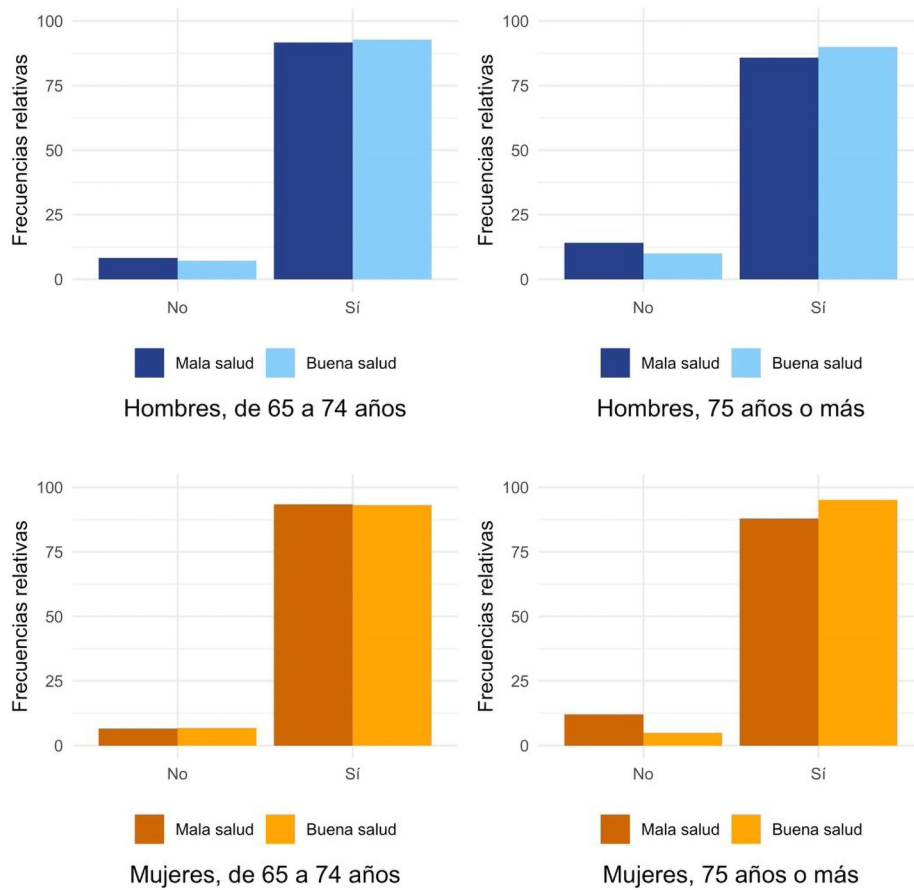 Frecuencias relativas
100
75
50
25
0
No Sí
Mala salud Buena salud
Hombres, de 65 a 74 años
Frecuencias relativas
100
75
50
25
0
No Sí
Mala salud Buena salud
Hombres, 75 años o más
Frecuencias relativas
100
75
50
25
0
No Sí
Mala salud Buena salud
Mujeres, de 65 a 74 años
Frecuencias relativas
100
75
50
25
0
No Sí
Mala salud Buena salud
Mujeres, 75 años o más